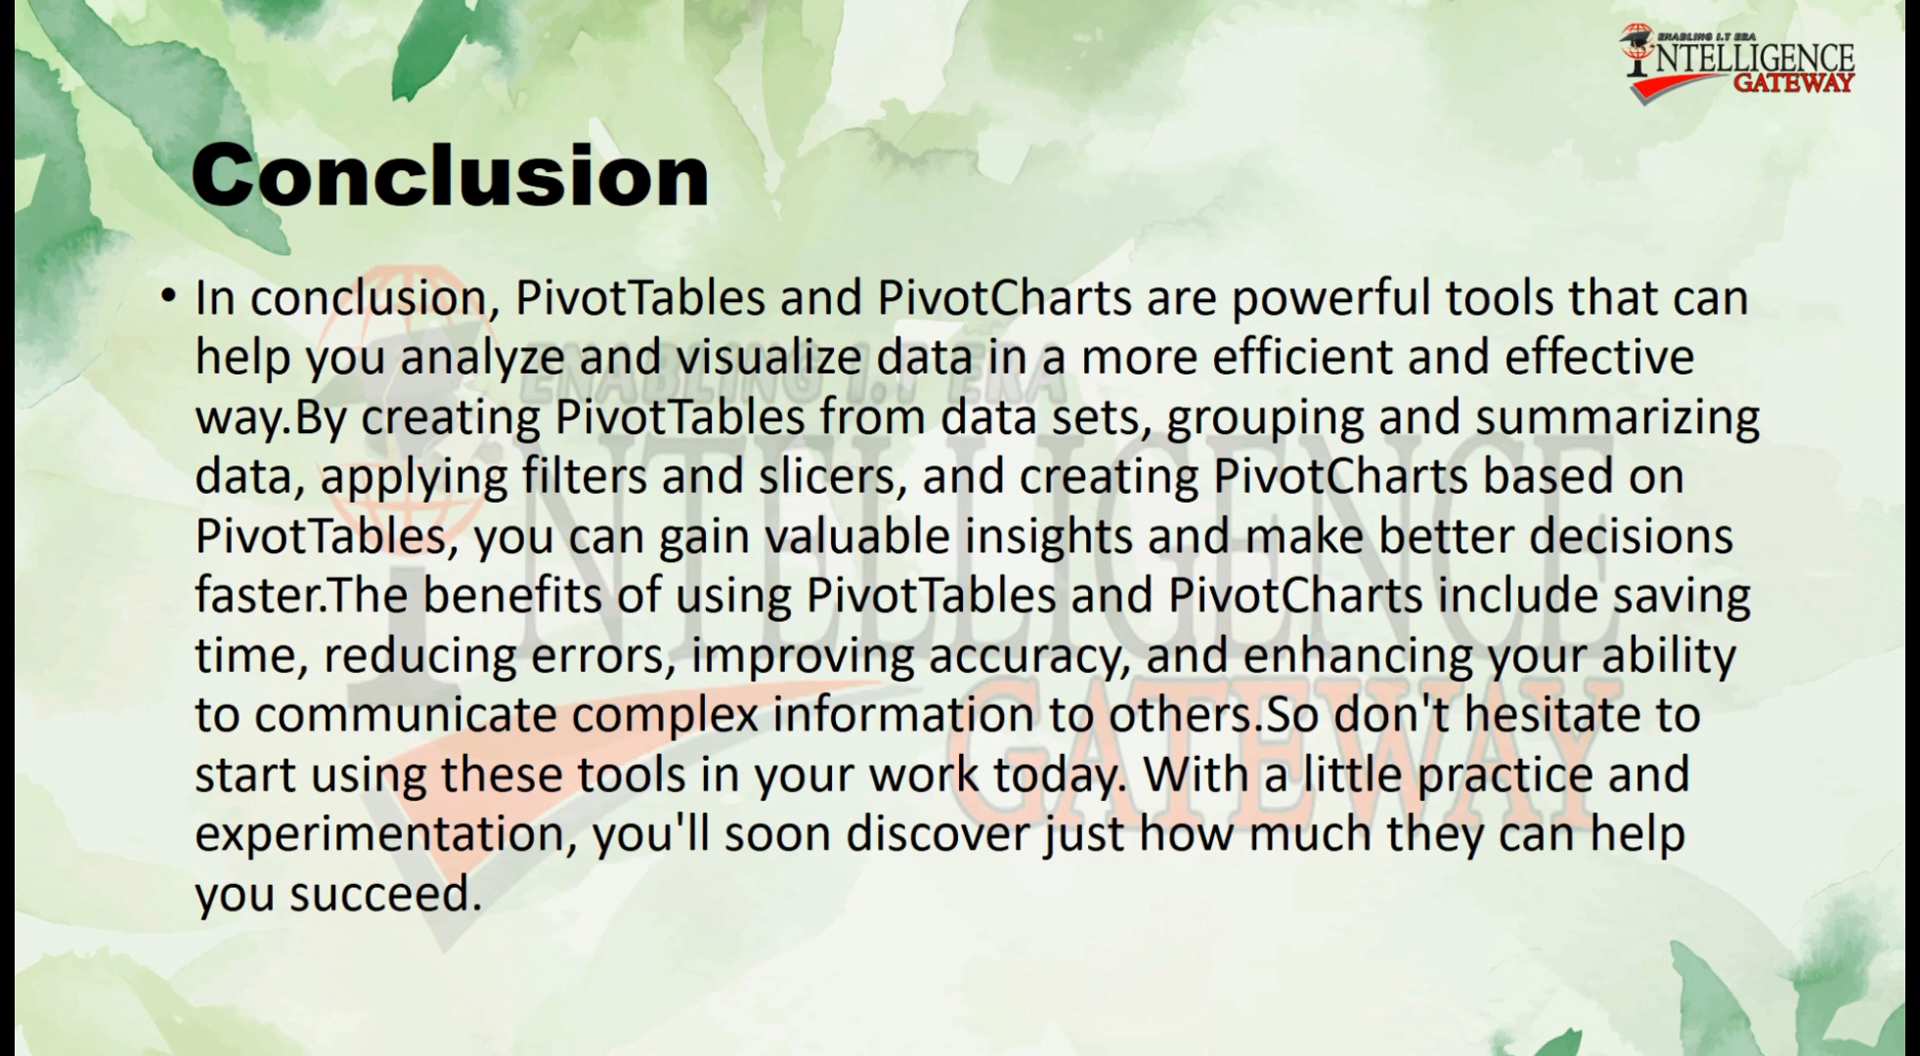 ENABLING I.T ERA
INTELLIGENCE
GATEWAY
Conclusion
• In conclusion, PivotTables and PivotCharts are powerful tools that can
help you analyze and visualize data in a more efficient and effective
way.By creating PivotTables from data sets, grouping and summarizing
data, applying filters and slicers, and creating PivotCharts based on
PivotTables, you can gain valuable insights and make better decisions
faster.The benefits of using PivotTables and PivotCharts include saving
time, reducing errors, improving accuracy, and enhancing your ability
to communicate complex information to others.So don't hesitate to
start using these tools in your work today. With a little practice and
experimentation, you'll soon discover just how much they can help
you succeed.
ENABLING I.T ERA
INTELLIGENCE
GATEWAY